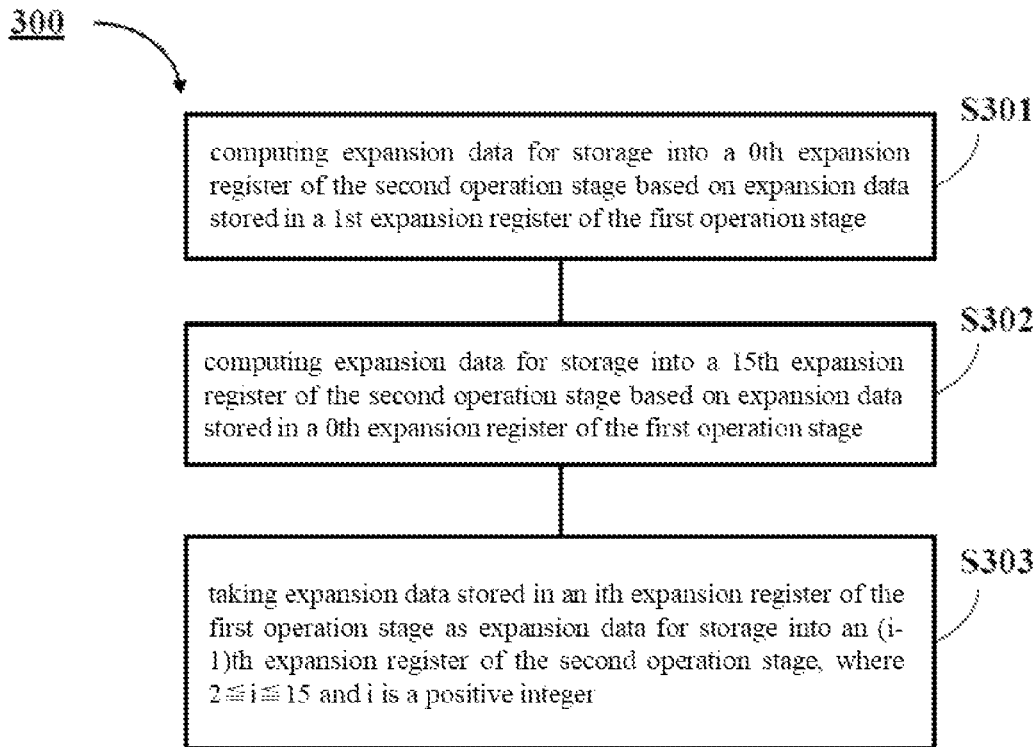 300
S301
computing expansion data for storage into a 0th expansion
register of the second operation stage based on expansion data
stored in a 1st expansion register of the first operation stage
S302
computing expansion data for storage into a 15th expansion
register of the second operation stage based on expansion data
stored in a 0th expansion register of the first operation stage
S303
taking expansion data stored in an ith expansion register of the
first operation stage as expansion data for storage into an (i-
1)th expansion register of the second operation stage, where
2≦i≦15 and i is a positive integer